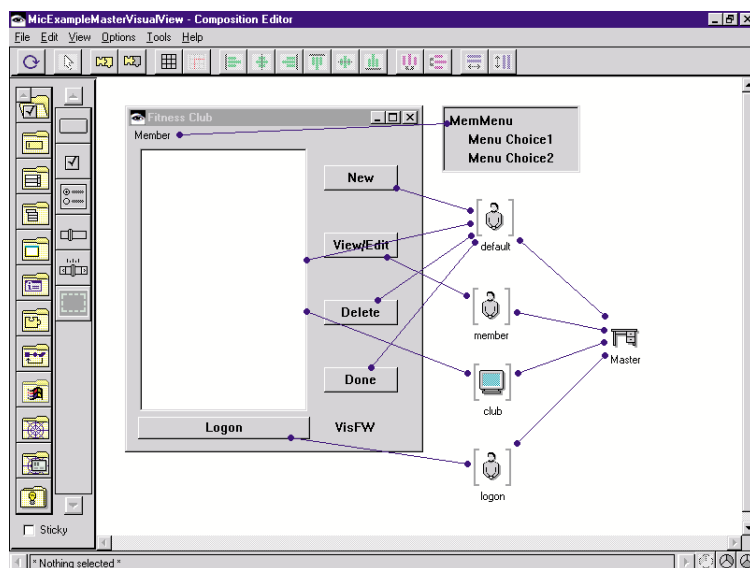 MicExampleMasterVisualView - Composition Editor
File Edit View Options Tools Help
Fitness Club
Member
MemMenu
Menu Choice1
Menu Choice2
New
default
View/Edit
Delete
member
Master
Done
club
Logon
VisFW
logon
Sticky
* Nothing selected *